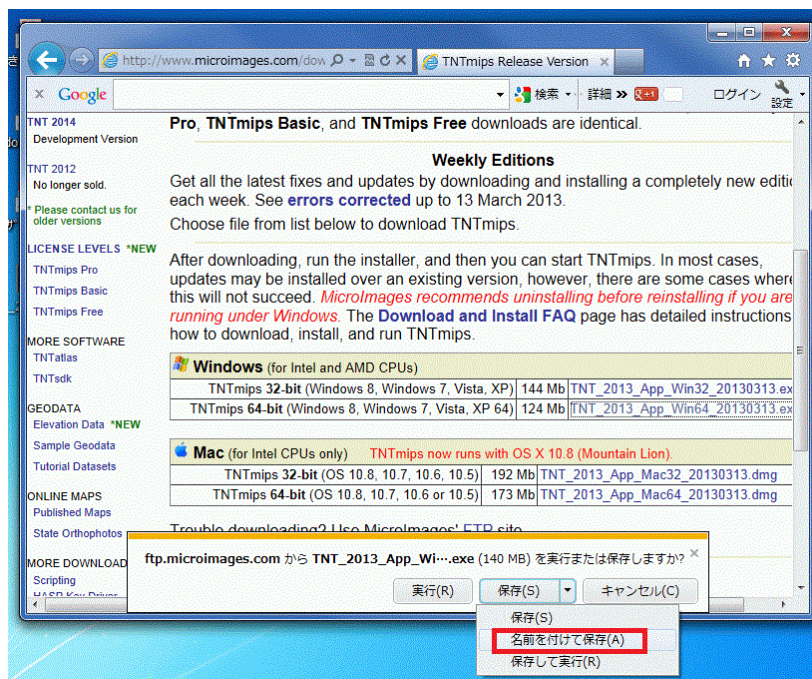 http://www.microimages.com/dow
TNTmips Release Version
x Google
検索
詳細 »
+1
ログイン
設定
TNT 2014
Development Version
TNT 2012
No longer sold.
* Please contact us for
older versions
LICENSE LEVELS *NEW
TNTmips Pro
TNTmips Basic
TNTmips Free
MORE SOFTWARE
TNTatlas
TNTsdk
GEODATA
Elevation Data *NEW
Sample Geodata
Tutorial Datasets
ONLINE MAPS
Published Maps
State Orthophotos
MORE DOWNLOAD
Scripting
HASP Key Driver
Pro, TNTmips Basic, and TNTmips Free downloads are identical.
Weekly Editions
Get all the latest fixes and updates by downloading and installing a completely new editio
each week. See errors corrected up to 13 March 2013.
Choose file from list below to download TNTmips.
After downloading, run the installer, and then you can start TNTmips. In most cases,
updates may be installed over an existing version, however, there are some cases where
this will not succeed. MicroImages recommends uninstalling before reinstalling if you are
running under Windows. The Download and Install FAQ page has detailed instructions
how to download, install, and run TNTmips.
Windows (for Intel and AMD CPUs)
TNTmips 32-bit (Windows 8, Windows 7, Vista, XP) 144 Mb TNT_2013_App_Win32_20130313.ex
TNTmips 64-bit (Windows 8, Windows 7, Vista, XP 64) 124 Mb TNT_2013_App_Win64_20130313.ex
Mac (for Intel CPUs only) TNTmips now runs with OS X 10.8 (Mountain Lion).
TNTmips 32-bit (OS 10.8, 10.7, 10.6, 10.5) 192 Mb TNT_2013_App_Mac32_20130313.dmg
TNTmips 64-bit (OS 10.8, 10.7, 10.6 or 10.5) 173 Mb TNT_2013_App_Mac64_20130313.dmg
Trouble downloading? Use MicroImages' FTP site
ftp.microimages.com から TNT_2013_App_Wi….exe (140 MB) を実行または保存しますか?
実行(R)
保存(S)
キャンセル(C)
保存(S)
名前を付けて保存(A)
保存して実行(R)